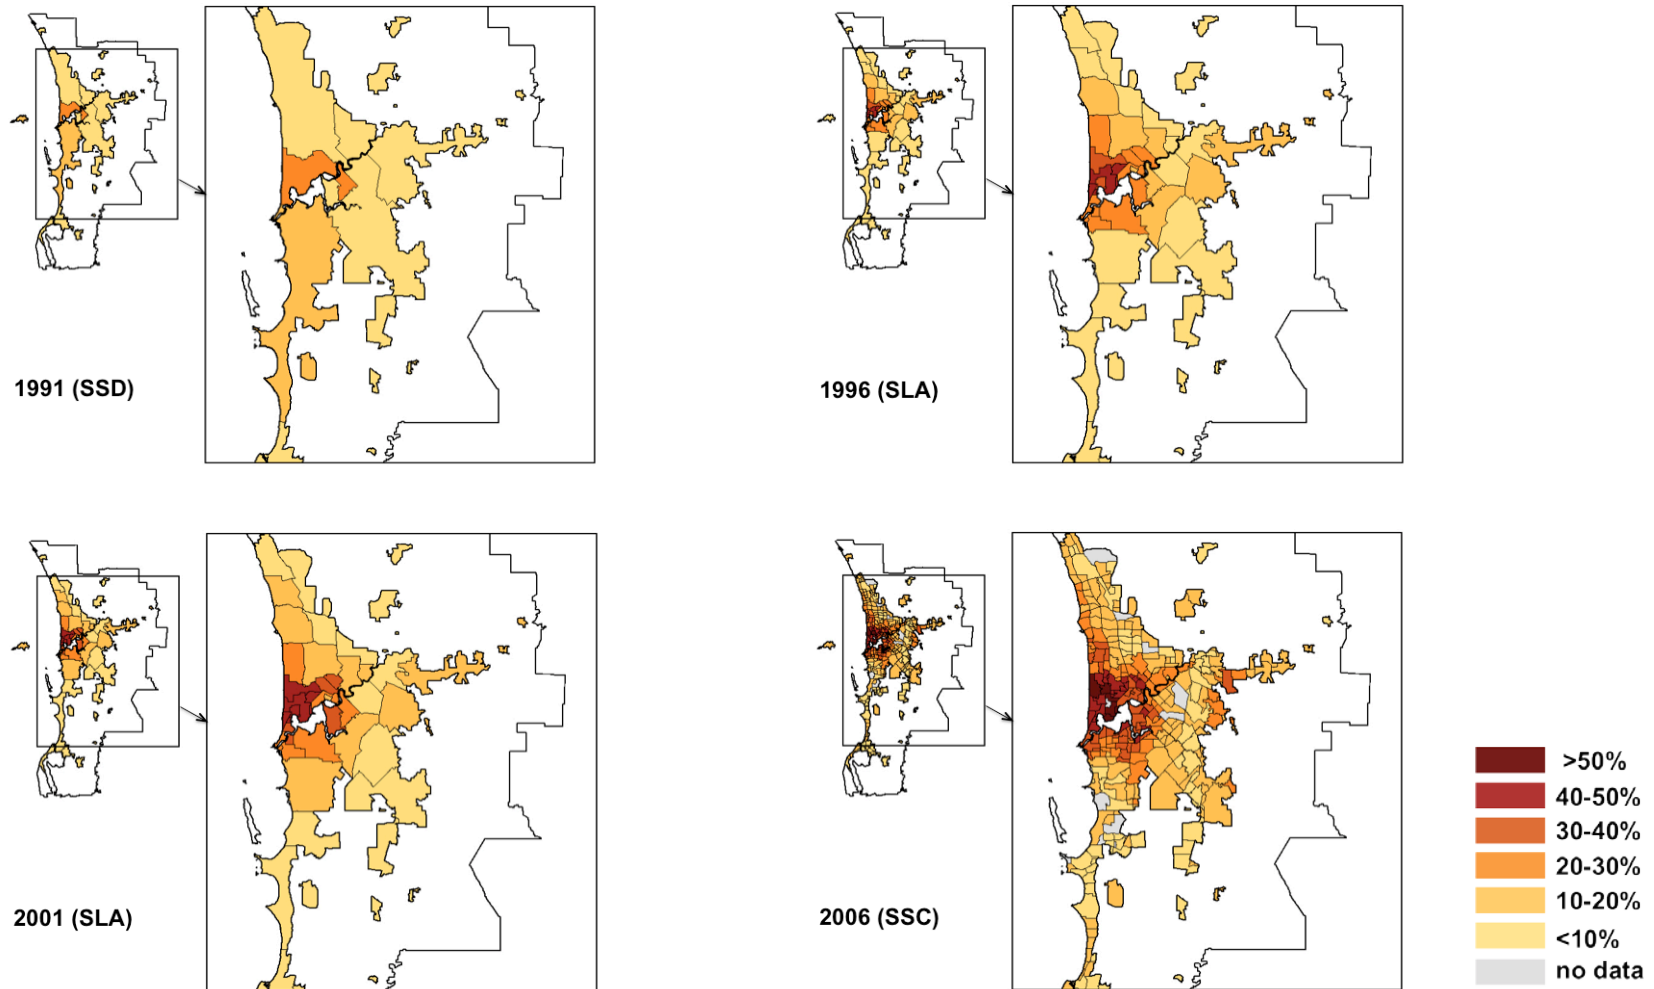 1991 (SSD)
1996 (SLA)
2001 (SLA)
2006 (SSC)
>50%
40-50%
30-40%
20-30%
10-20%
<10%
no data